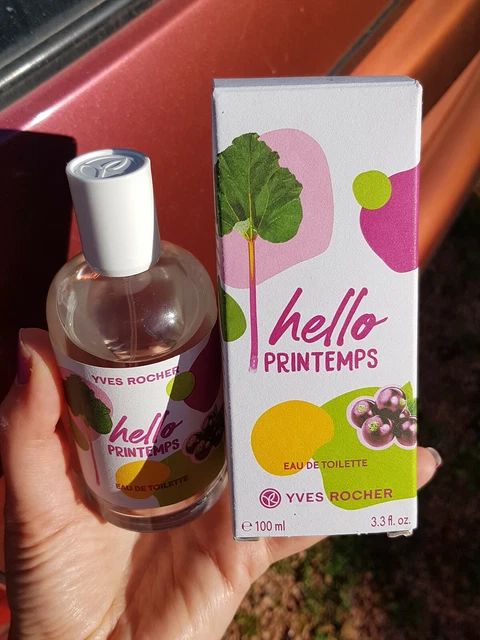 YVES ROCHER
hello
PRINTEMPS
EAU DE TOILETTE
hello
PRINTEMPS
EAU DE TOILETTE
YVES ROCHER
℮ 100 ml
3.3 fl. oz.